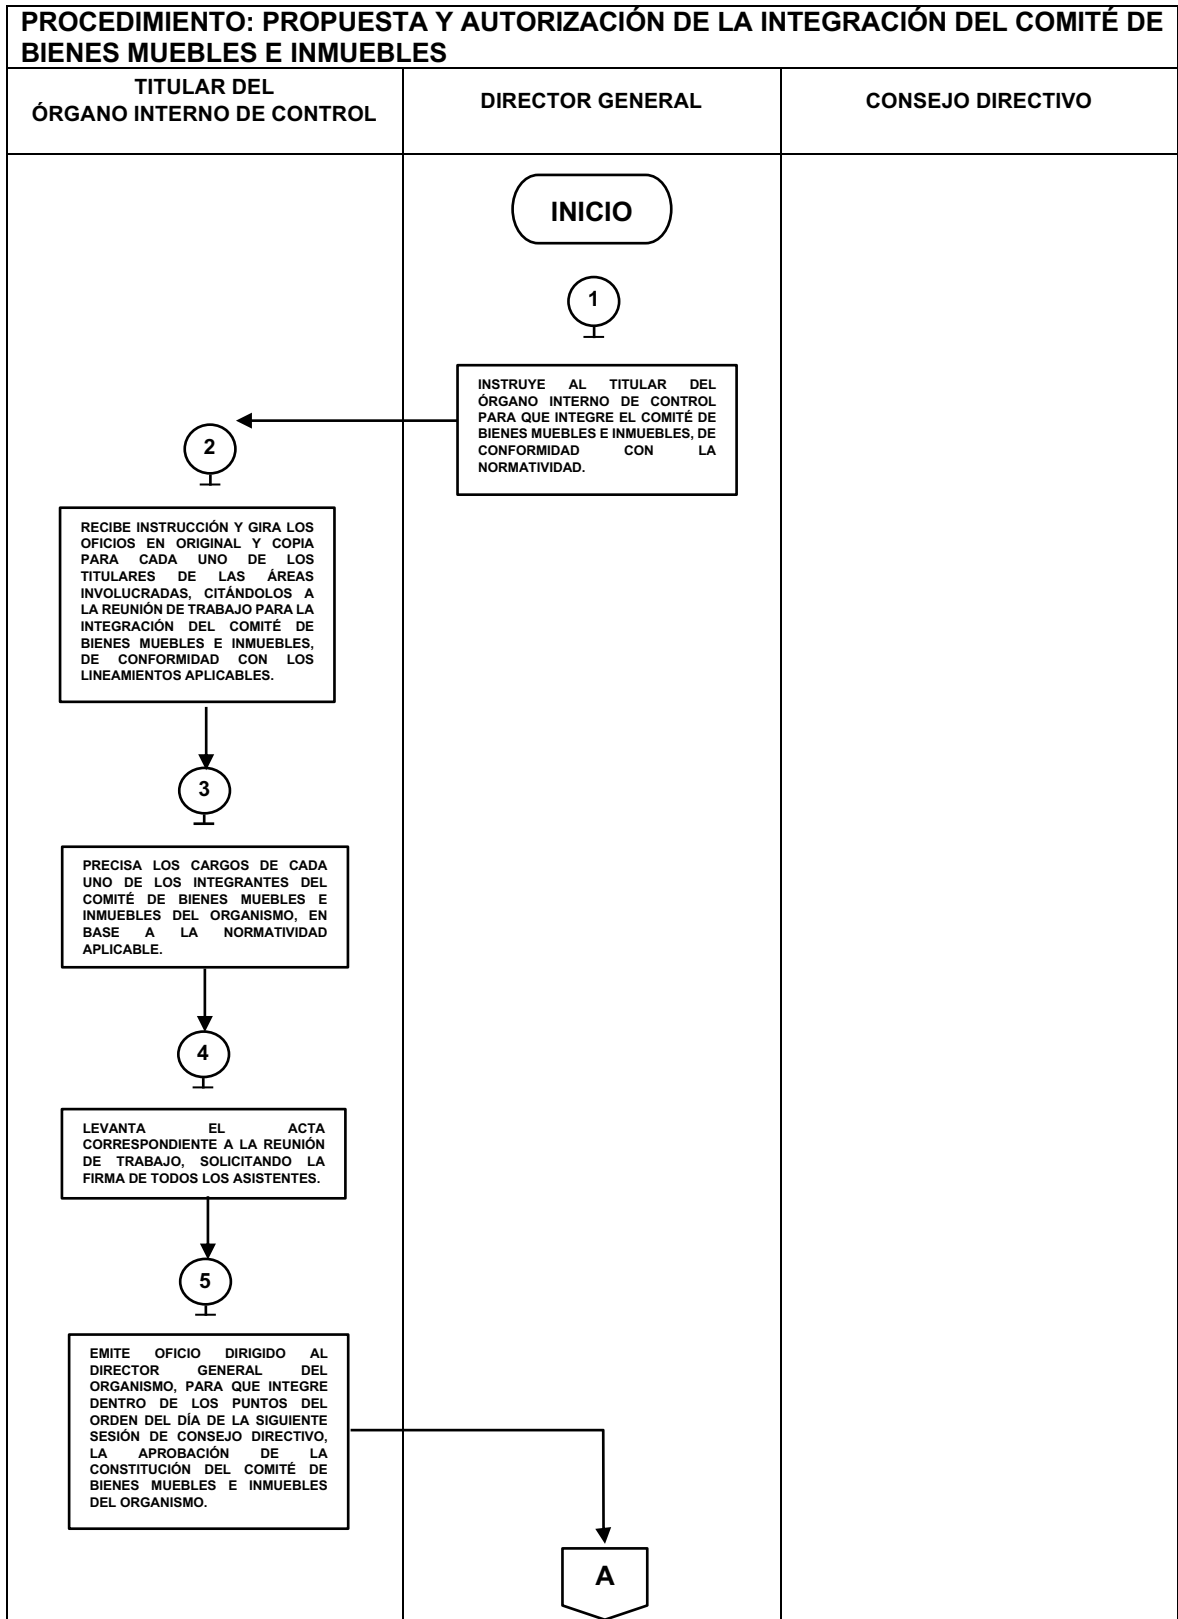 PROCEDIMIENTO: PROPUESTA Y AUTORIZACIÓN DE LA INTEGRACIÓN DEL COMITÉ DE
BIENES MUEBLES E INMUEBLES
TITULAR DEL
ÓRGANO INTERNO DE CONTROL
DIRECTOR GENERAL
CONSEJO DIRECTIVO
INICIO
1
INSTRUYE AL TITULAR DEL
ÓRGANO INTERNO DE CONTROL
PARA QUE INTEGRE EL COMITÉ DE
BIENES MUEBLES E INMUEBLES, DE
CONFORMIDAD CON LA
NORMATIVIDAD.
2
RECIBE INSTRUCCIÓN Y GIRA LOS
OFICIOS EN ORIGINAL Y COPIA
PARA CADA UNO DE LOS
TITULARES DE LAS ÁREAS
INVOLUCRADAS, CITÁNDOLOS A
LA REUNIÓN DE TRABAJO PARA LA
INTEGRACIÓN DEL COMITÉ DE
BIENES MUEBLES E INMUEBLES,
DE CONFORMIDAD CON LOS
LINEAMIENTOS APLICABLES.
3
PRECISA LOS CARGOS DE CADA
UNO DE LOS INTEGRANTES DEL
COMITÉ DE BIENES MUEBLES E
INMUEBLES DEL ORGANISMO, EN
BASE A LA NORMATIVIDAD
APLICABLE.
4
LEVANTA EL ACTA
CORRESPONDIENTE A LA REUNIÓN
DE TRABAJO, SOLICITANDO LA
FIRMA DE TODOS LOS ASISTENTES.
5
EMITE OFICIO DIRIGIDO AL
DIRECTOR GENERAL DEL
ORGANISMO, PARA QUE INTEGRE
DENTRO DE LOS PUNTOS DEL
ORDEN DEL DÍA DE LA SIGUIENTE
SESIÓN DE CONSEJO DIRECTIVO,
LA APROBACIÓN DE LA
CONSTITUCIÓN DEL COMITÉ DE
BIENES MUEBLES E INMUEBLES
DEL ORGANISMO.
A